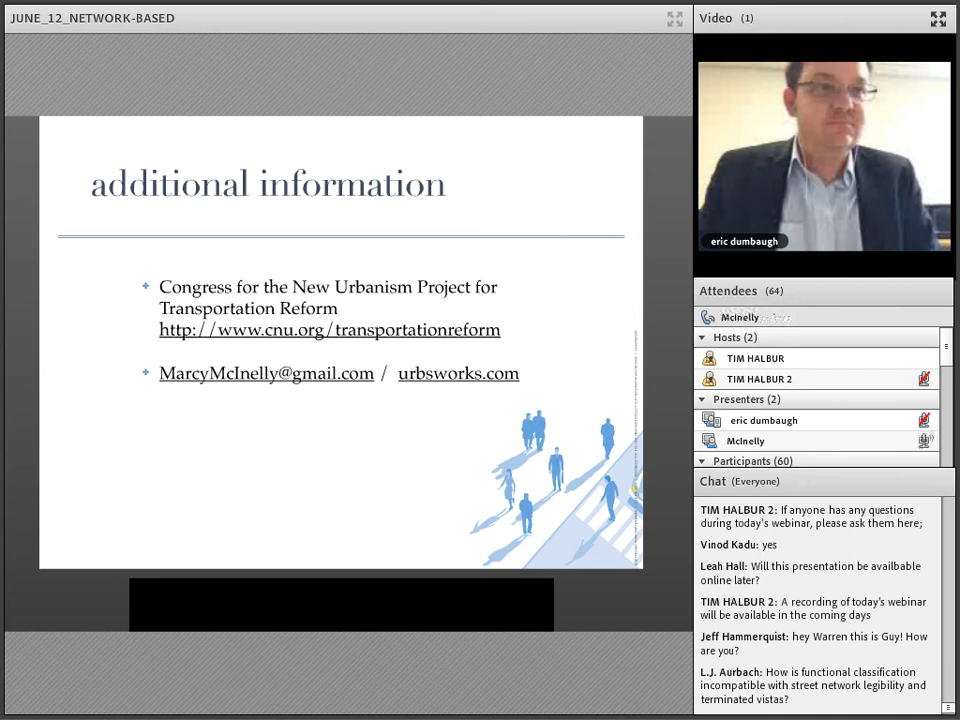 JUNE_12_NETWORK-BASED
additional information
Congress for the New Urbanism Project for
Transportation Reform
http://www.cnu.org/transportationreform
MarcyMcInelly@gmail.com / urbsworks.com
Video (1)
eric dumbaugh
Attendees (64)
McInelly
Hosts (2)
TIM HALBUR
TIM HALBUR 2
Presenters (2)
eric dumbaugh
McInelly
Participants (60)
Chat (Everyone)
TIM HALBUR 2: If anyone has any questions
during today's webinar, please ask them here;
Vinod Kadu: yes
Leah Hall: Will this presentation be availbable
online later?
TIM HALBUR 2: A recording of today's webinar
will be available in the coming days
Jeff Hammerquist: hey Warren this is Guy! How
are you?
L.J. Aurbach: How is functional classification
incompatible with street network legibility and
terminated vistas?